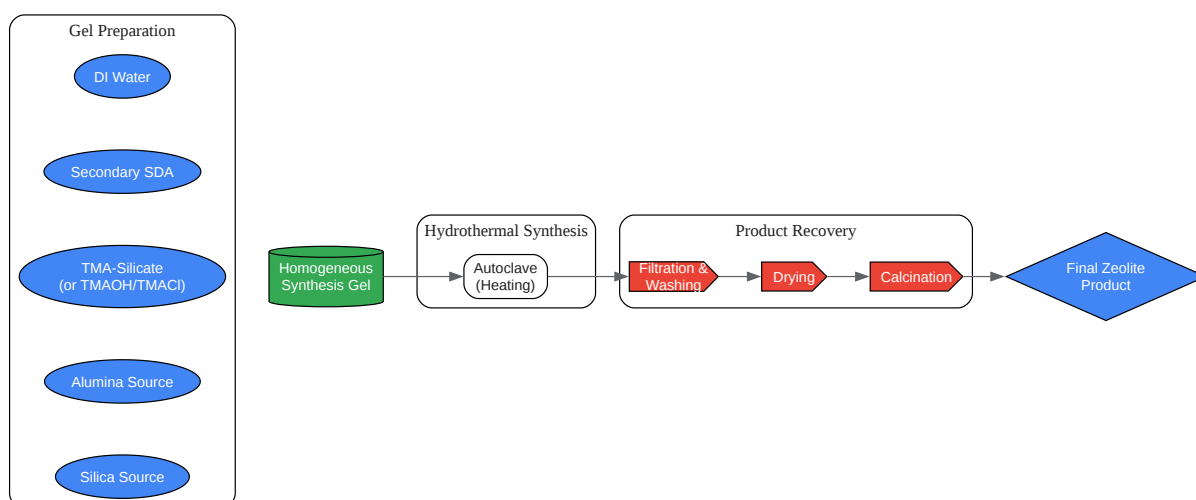 Gel Preparation
DI Water
Secondary SDA
TMA-Silicate
(or TMAOH/TMACl)
Alumina Source
Silica Source
Homogeneous
Synthesis Gel
Hydrothermal Synthesis
Autoclave
(Heating)
Product Recovery
Filtration &
Washing
Drying
Calcination
Final Zeolite
Product